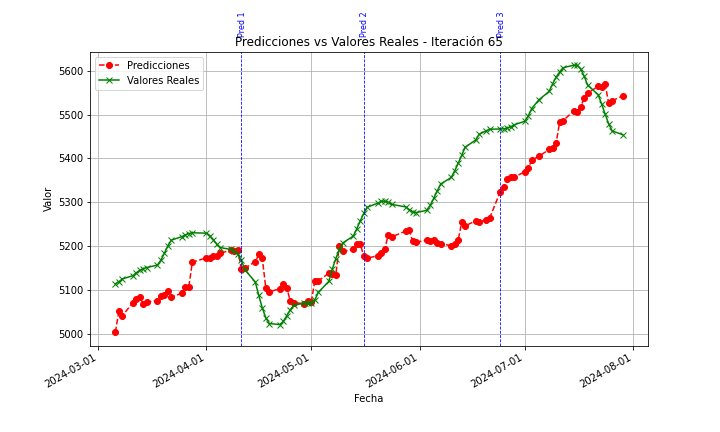 Pred 1
Pred 2
Pred 3
Predicciones vs Valores Reales - Iteración 65
Predicciones
Valores Reales
5600
5500
5400
5300
5200
5100
5000
Valor
2024-03-01
2024-04-01
2024-05-01
2024-06-01
2024-07-01
2024-08-01
Fecha